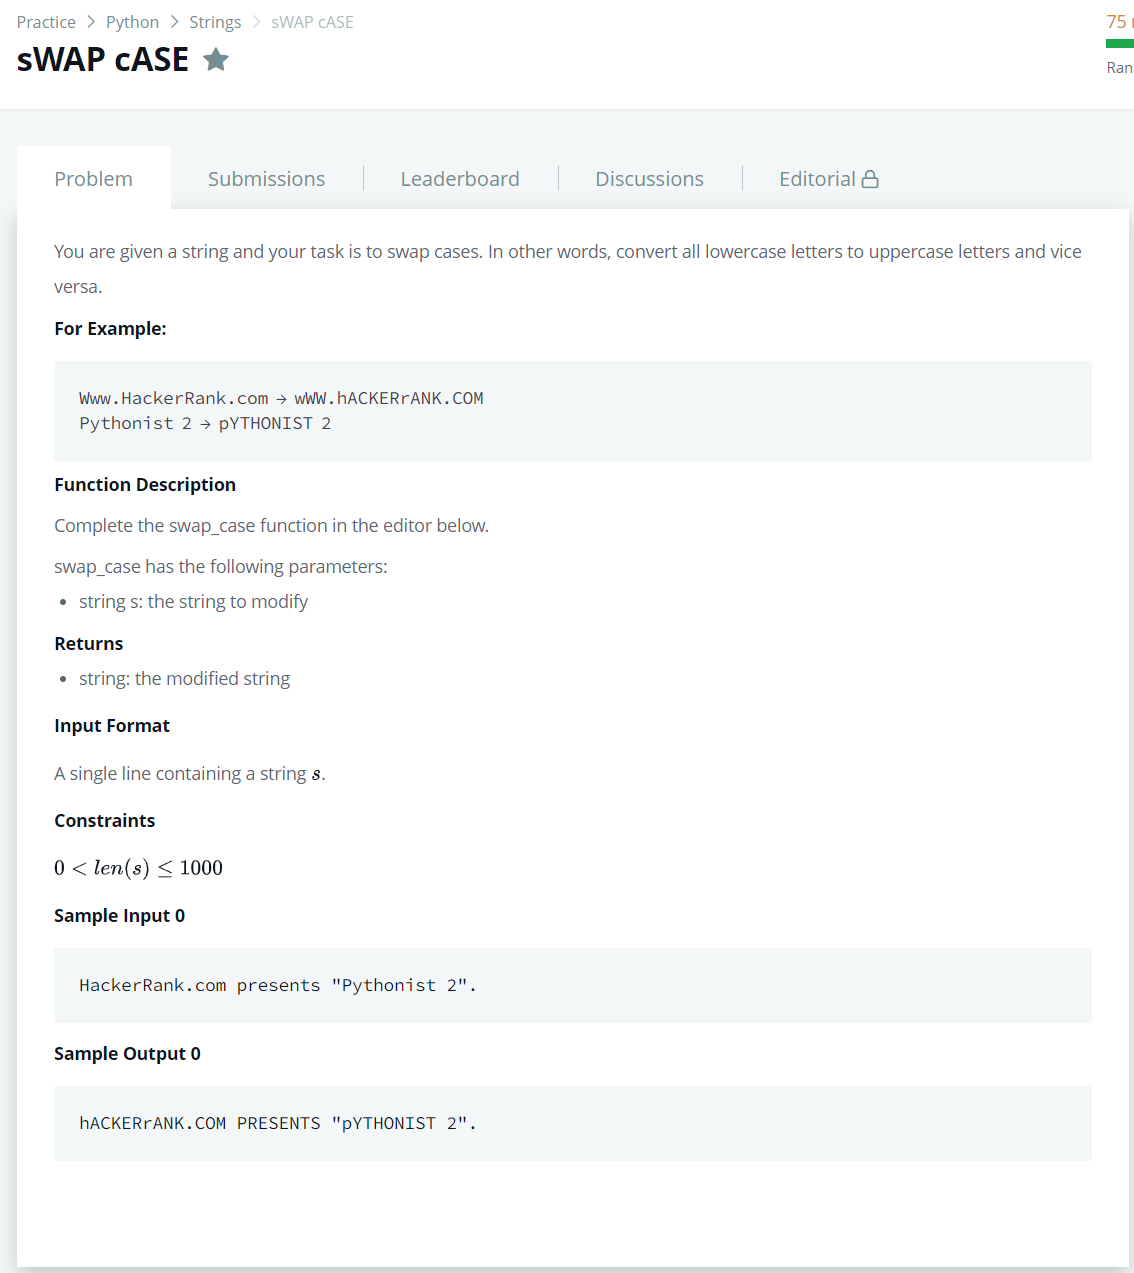 Practice > Python > Strings > sWAP cASE
75
sWAP cASE
Ran
Problem
Submissions
Leaderboard
Discussions
Editorial
You are given a string and your task is to swap cases. In other words, convert all lowercase letters to uppercase letters and vice
versa.
For Example:
Www.HackerRank.com → wWW.hACKERrANK.COM
Pythonist 2 → pYTHONIST 2
Function Description
Complete the swap_case function in the editor below.
swap_case has the following parameters:
• string s: the string to modify
Returns
• string: the modified string
Input Format
A single line containing a string s.
Constraints
0 < len(s) ≤ 1000
Sample Input 0
HackerRank.com presents "Pythonist 2".
Sample Output 0
hACKERrANK.COM PRESENTS "pYTHONIST 2".